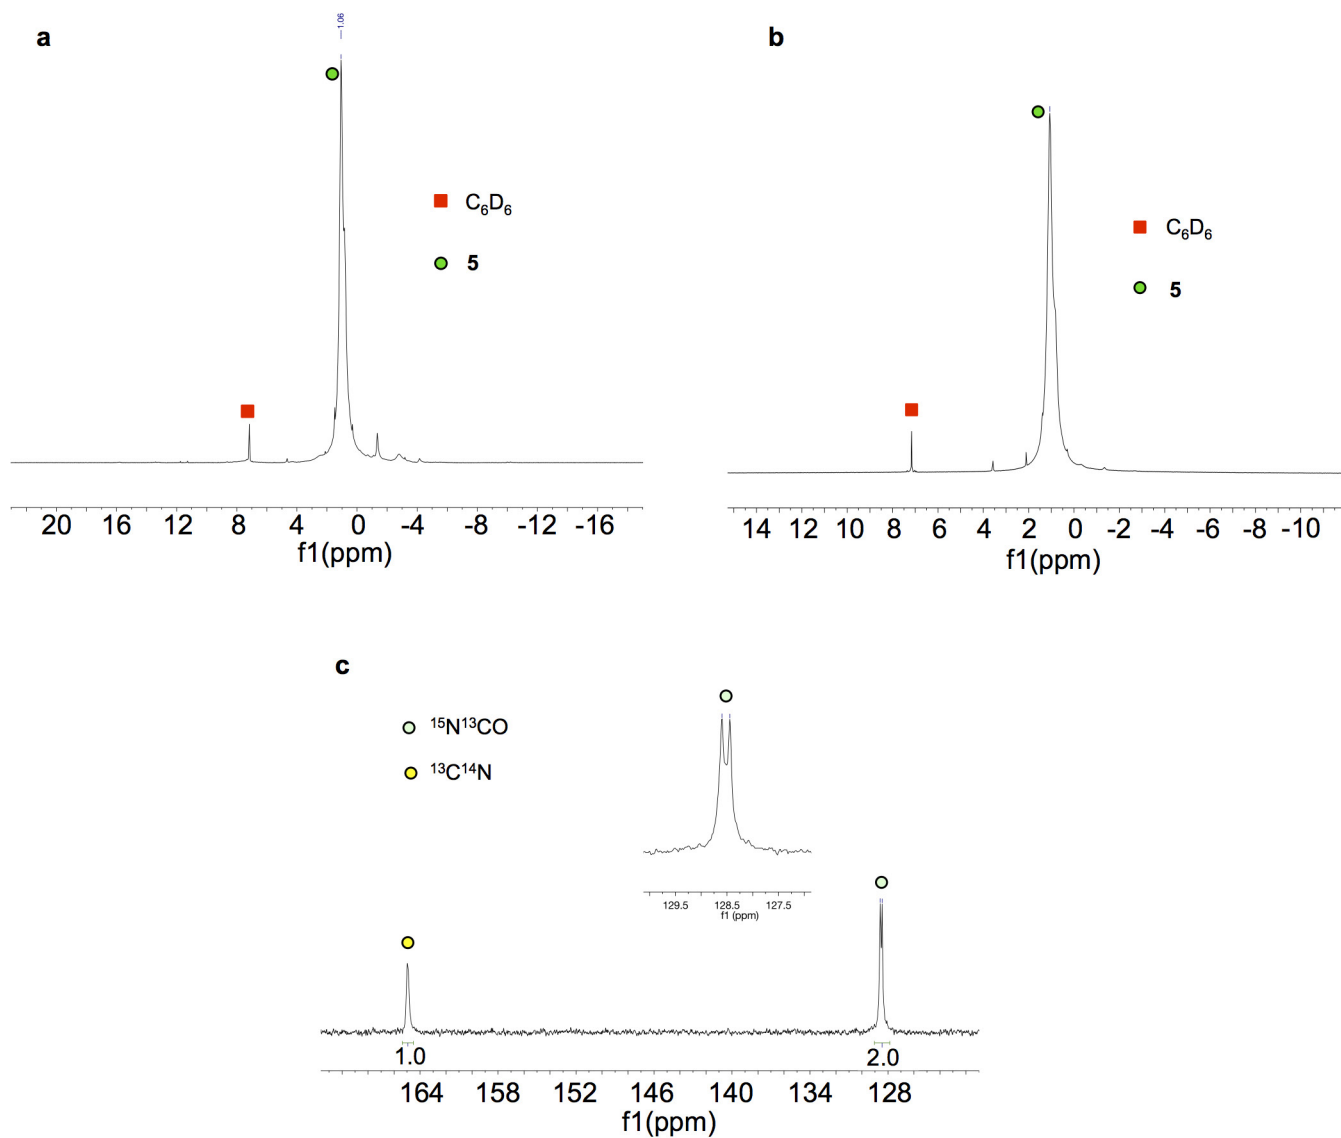 a
—1.06
C₆D₆
5
20 16 12 8 4 0 -4 -8 -12 -16
f1(ppm)
b
C₆D₆
5
14 12 10 8 6 4 2 0 -2 -4 -6 -8 -10
f1(ppm)
c
¹⁵N¹³CO
¹³C¹⁴N
129.5 128.5 127.5
f1 (ppm)
1.0 2.0
164 158 152 146 140 134 128
f1(ppm)